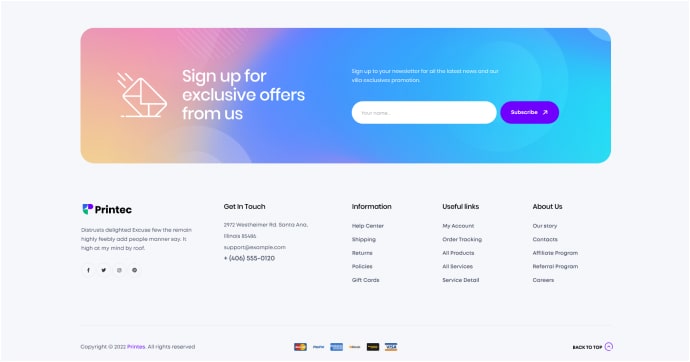 Sign up for
exclusive offers
from us
Sign up to your newsletter for all the latest news and our
villa exclusives promotion.
Your name...
Subscribe
Printec
Distrusts delighted Excuse few the remain
highly feebly add people manner say. It
high at my mind by roof.
Get In Touch
2972 Westheimer Rd. Santa Ana,
Illinois 85486
support@example.com
+ (406) 555-0120
Information
Help Center
Shipping
Returns
Policies
Gift Cards
Useful links
My Account
Order Tracking
All Products
All Services
Service Detail
About Us
Our story
Contacts
Affiliate Program
Referral Program
Careers
Copyright © 2022 Printec. All rights reserved
VISA
BACK TO TOP